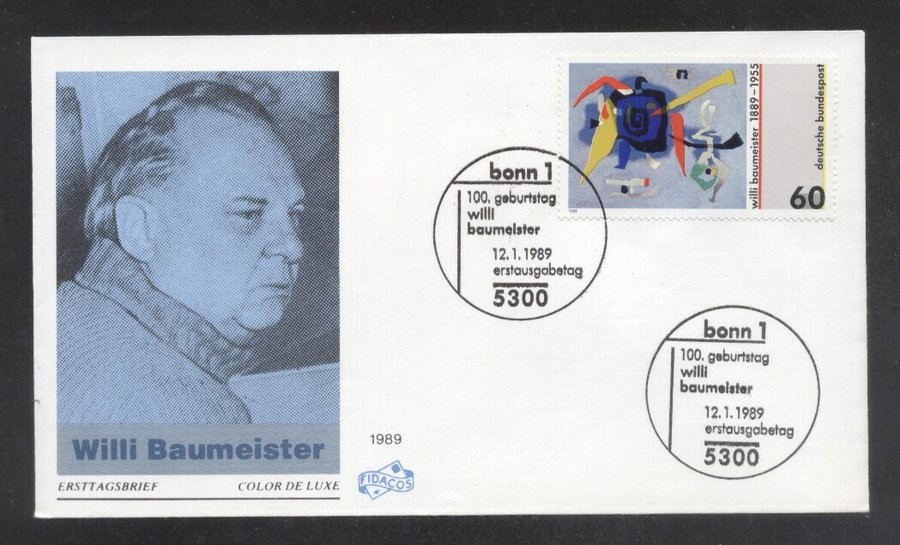 Willi Baumeister
ERSTTAGSBRIEF COLOR DE LUXE
1989
FIDACOS
bonn 1
100. geburtstag
willi
baumeister
12.1.1989
erstausgabetag
5300
willi baumeister 1889-1955
deutsche bundespost
60
bonn 1
100. geburtstag
willi
baumeister
12.1.1989
erstausgabetag
5300